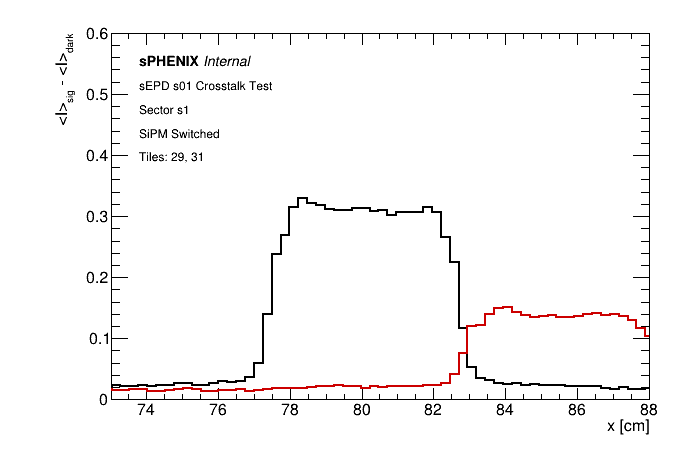 <I>sig - <I>dark
0.6
0.5
0.4
0.3
0.2
0.1
0
sPHENIX Internal
sEPD s01 Crosstalk Test
Sector s1
SiPM Switched
Tiles: 29, 31
74 76 78 80 82 84 86 88
x [cm]